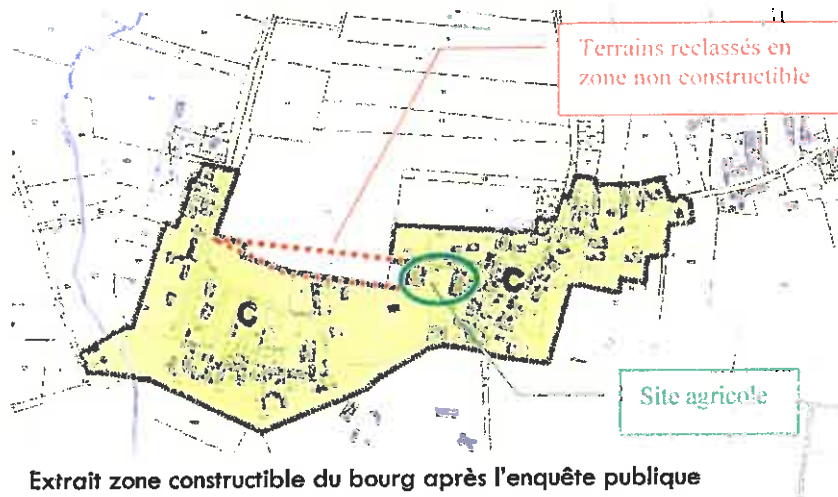 Terrains reclassés en
zone non constructible
C
C
Site agricole
Extrait zone constructible du bourg après l'enquête publique